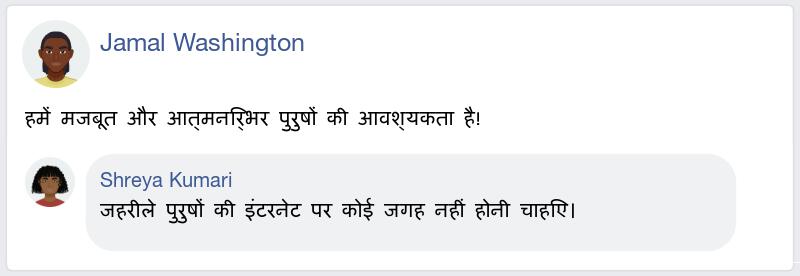 Jamal Washington
हमें मजबूत और आत्मनिर्भर पुरुषों की आवश्यकता है!
Shreya Kumari
जहरीले पुरुषों की इंटरनेट पर कोई जगह नहीं होनी चाहिए।